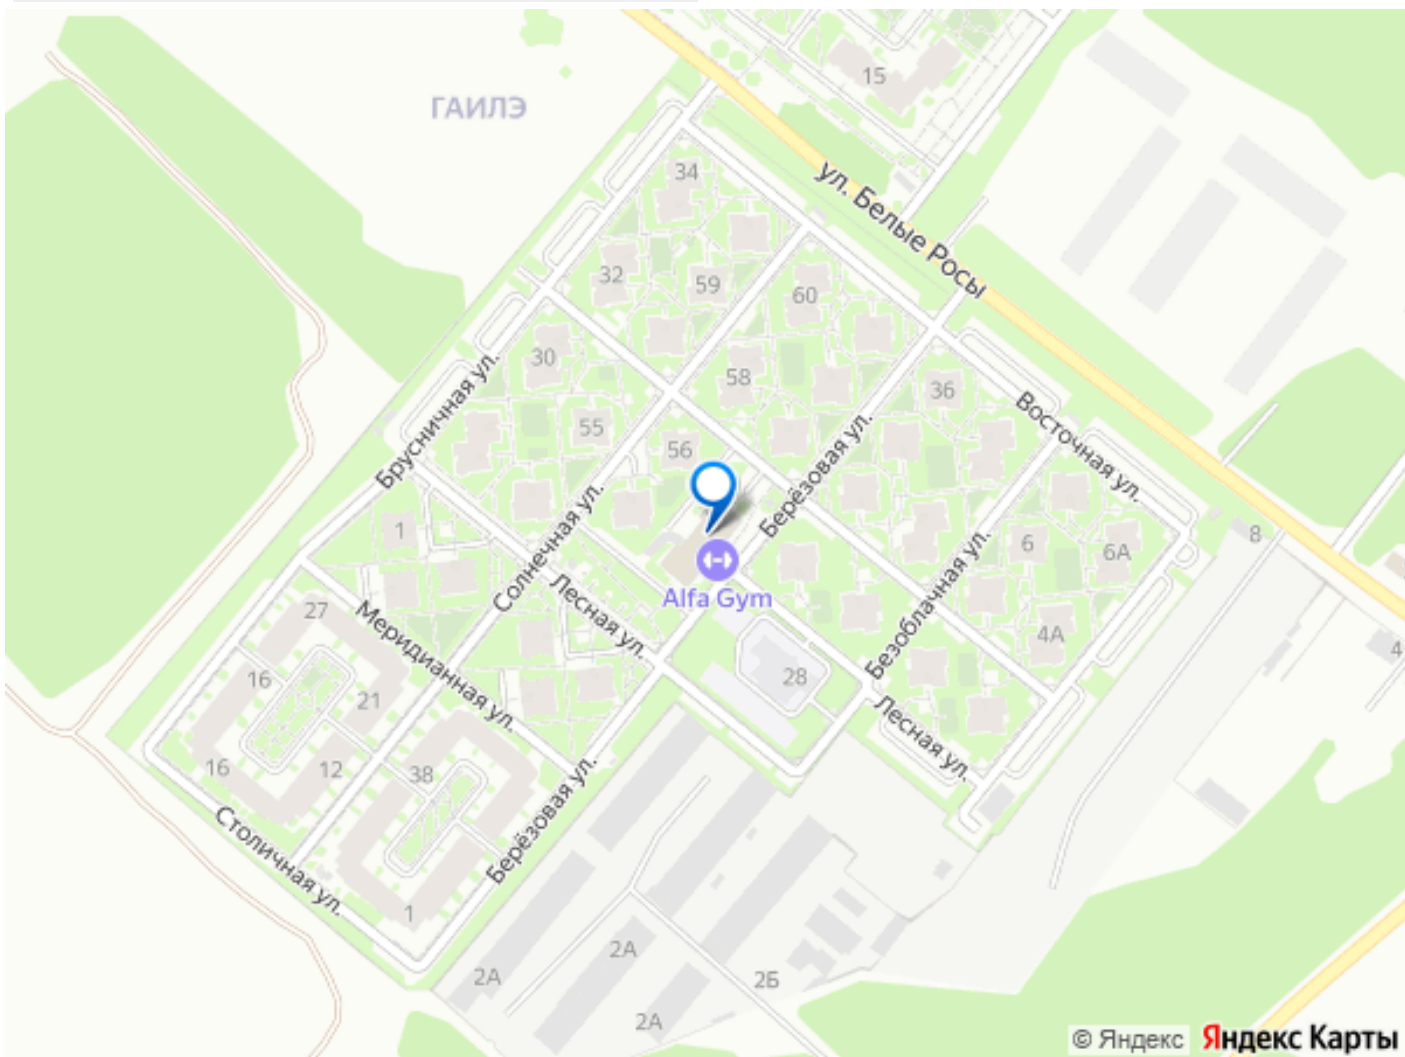 15
ГАИЛЭ
34
ул. Белые Росы
32
59
60
30
58
36
Брусничная ул.
55
56
Восточная ул.
Берёзовая ул.
1
Солнечная ул.
8
6
6А
Alfa Gym
Безоблачная ул.
27
Меридианная ул.
Лесная ул.
4А
4
16
21
28
Лесная ул.
16
12
38
Столичная ул.
Берёзовая ул.
1
2А
2А
2Б
2А
© Яндекс Яндекс Карты